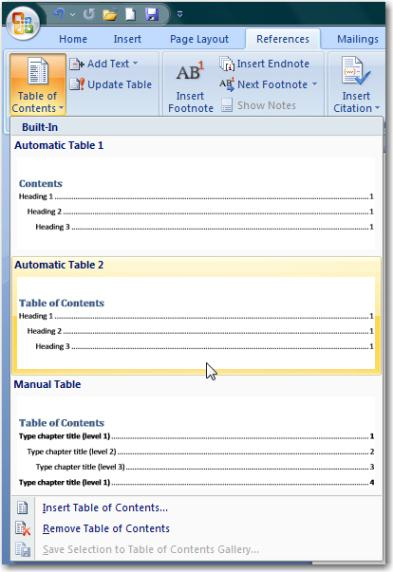 Home Insert Page Layout References Mailings
Table of Contents
Add Text
Update Table
AB1
Insert Footnote
Insert Endnote
Next Footnote
Show Notes
Insert Citation
Built-In
Automatic Table 1
Contents
Heading 1 1
Heading 2 1
Heading 3 1
Automatic Table 2
Table of Contents
Heading 1 1
Heading 2 1
Heading 3 1
Manual Table
Table of Contents
Type chapter title (level 1) 1
Type chapter title (level 2) 2
Type chapter title (level 3) 3
Type chapter title (level 1) 4
Insert Table of Contents...
Remove Table of Contents
Save Selection to Table of Contents Gallery...